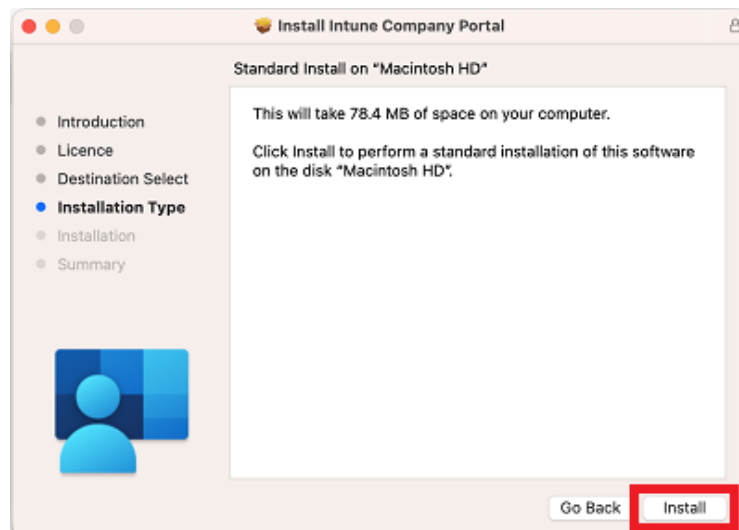 Install Intune Company Portal
Standard Install on “Macintosh HD”
Introduction
Licence
Destination Select
Installation Type
Installation
Summary
This will take 78.4 MB of space on your computer.
Click Install to perform a standard installation of this software
on the disk “Macintosh HD”.
Go Back
Install